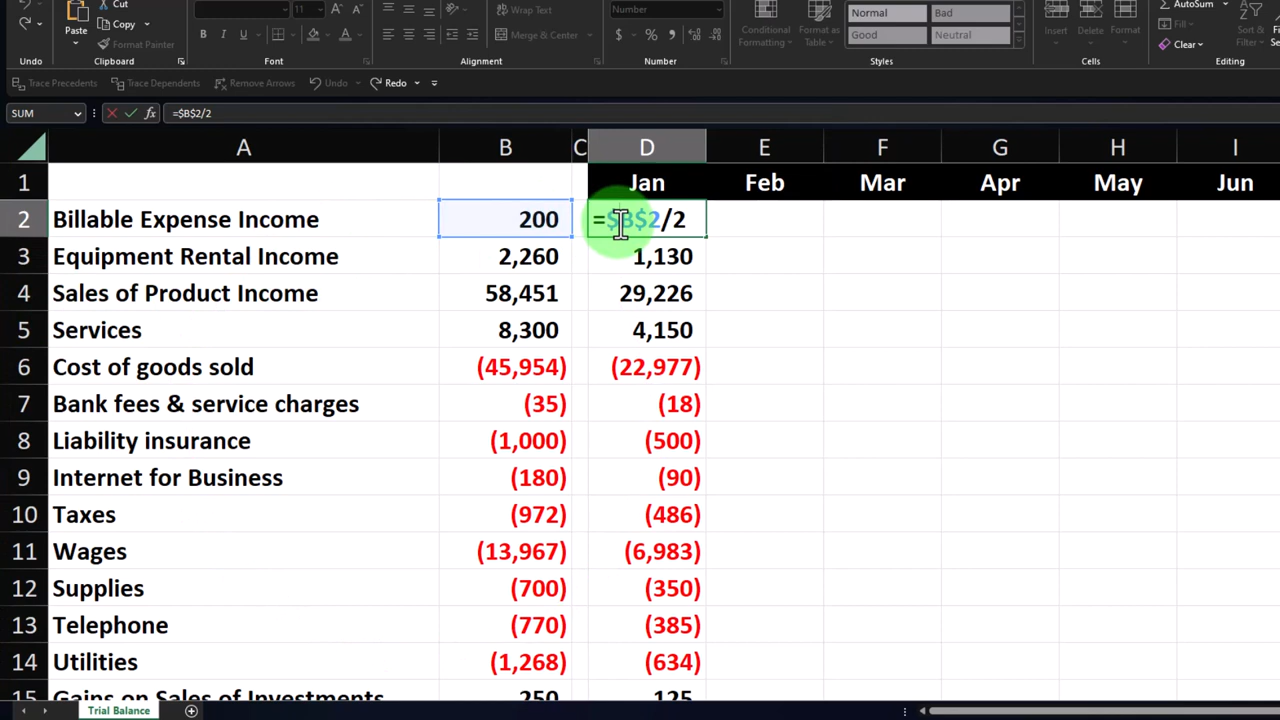 Cut
AutoSum
11
Wrap Text
Number
Normal
Bad
Paste
Copy
Fill
B I U
Merge & Center
$ %
Conditional Formatting
Format as Table
Good
Neutral
Insert
Delete
Format
Format Painter
Clear
Undo
Clipboard
Font
Alignment
Number
Styles
Cells
Editing
Trace Precedents
Trace Dependents
Remove Arrows
Undo
Redo
SUM
fx
=$B$2/2
A B C D E F G H I
1 Jan Feb Mar Apr May Jun
2 Billable Expense Income 200 =$B$2/2
3 Equipment Rental Income 2,260 1,130
4 Sales of Product Income 58,451 29,226
5 Services 8,300 4,150
6 Cost of goods sold (45,954) (22,977)
7 Bank fees & service charges (35) (18)
8 Liability insurance (1,000) (500)
9 Internet for Business (180) (90)
10 Taxes (972) (486)
11 Wages (13,967) (6,983)
12 Supplies (700) (350)
13 Telephone (770) (385)
14 Utilities (1,268) (634)
15 Gains on Sales of Investments 250 125
Trial Balance